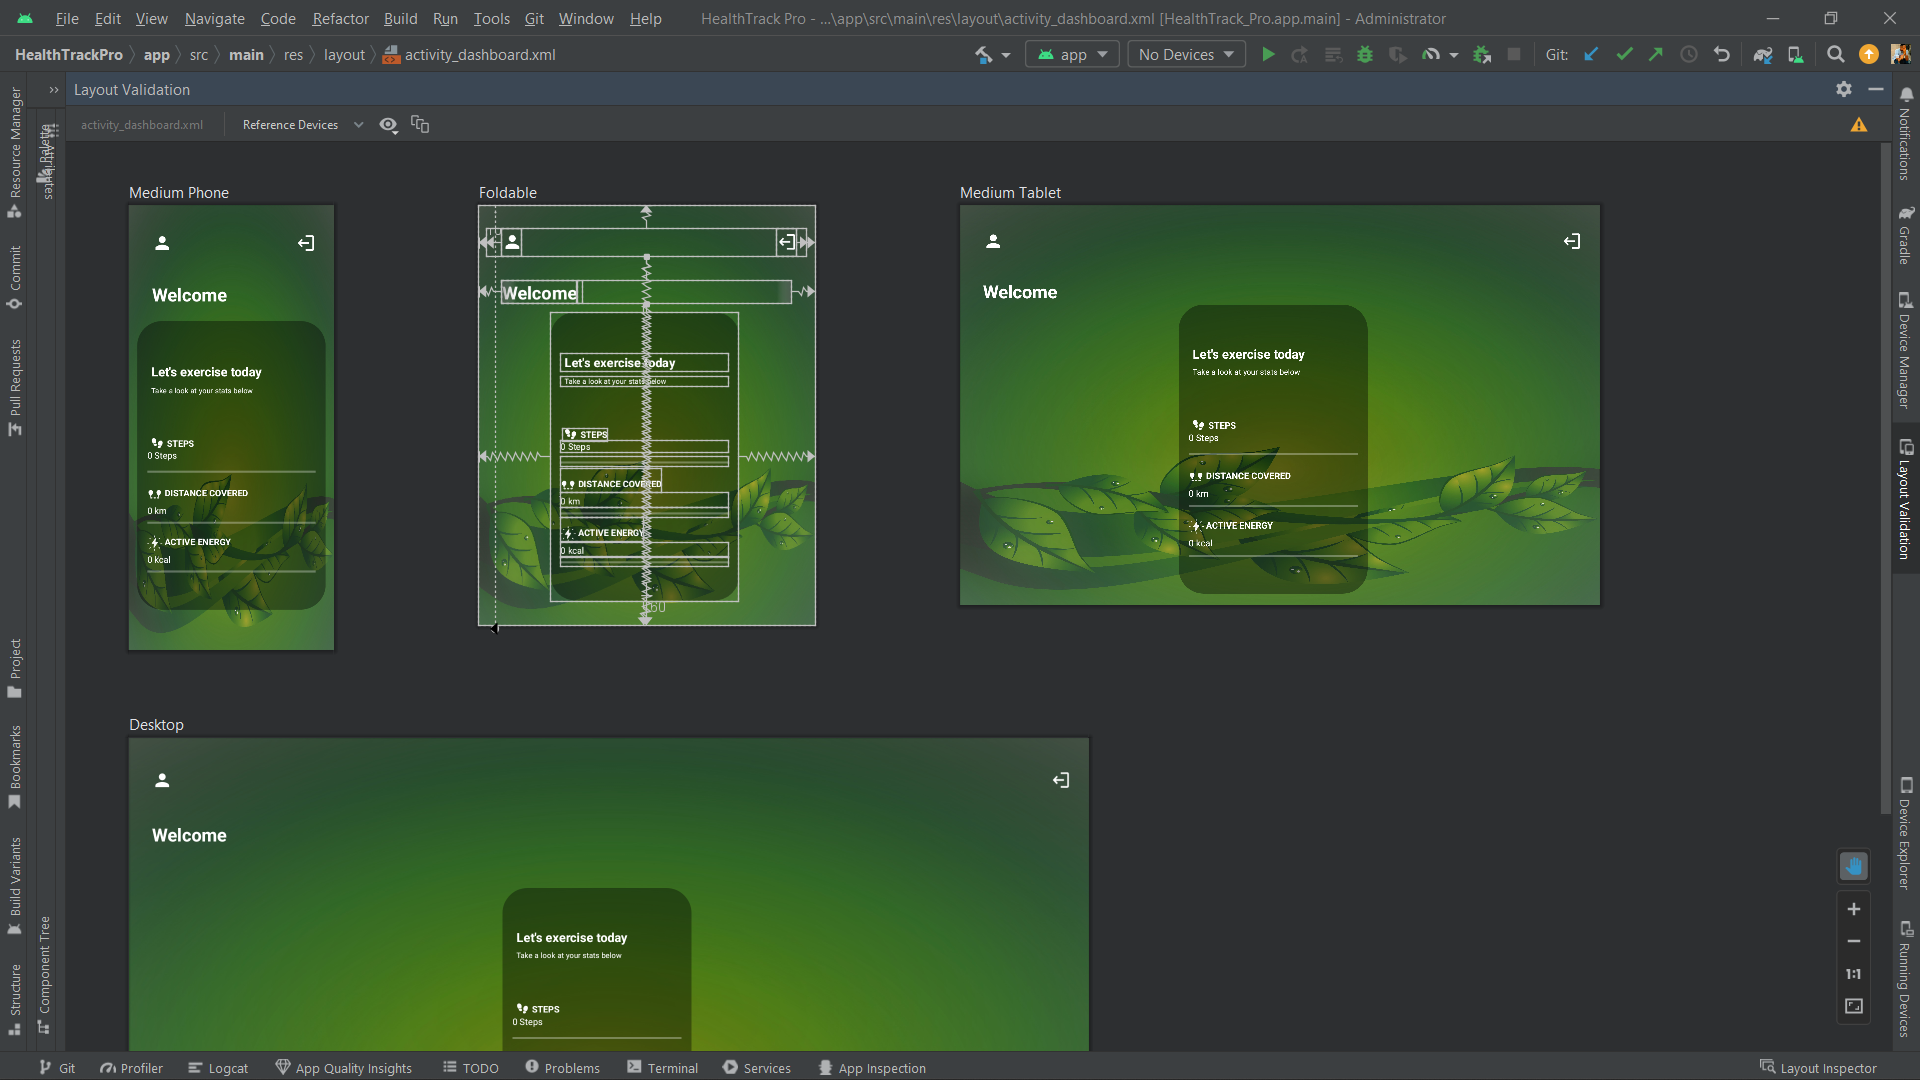 File Edit View Navigate Code Refactor Build Run Tools Git Window Help HealthTrack Pro - ...\app\src\main\res\layout\activity_dashboard.xml [HealthTrack_Pro.app.main] - Administrator
HealthTrackPro app src main res layout activity_dashboard.xml app No Devices Git:
Layout Validation
activity_dashboard.xml Reference Devices
Resource Manager
Commit
Pull Requests
Project
Bookmarks
Build Variants
Structure
Palette
Component Tree
Medium Phone
Welcome
Let's exercise today
Take a look at your stats below
STEPS
0 Steps
DISTANCE COVERED
0 km
ACTIVE ENERGY
0 kcal
Foldable
Welcome
Let's exercise today
Take a look at your stats below
STEPS
0 Steps
DISTANCE COVERED
0 km
ACTIVE ENERGY
0 kcal
Medium Tablet
Welcome
Let's exercise today
Take a look at your stats below
STEPS
0 Steps
DISTANCE COVERED
0 km
ACTIVE ENERGY
0 kcal
Desktop
Welcome
Let's exercise today
Take a look at your stats below
STEPS
0 Steps
1:1
Notifications
Gradle
Device Manager
Layout Validation
Device Explorer
Running Devices
Git Profiler Logcat App Quality Insights TODO Problems Terminal Services App Inspection Layout Inspector